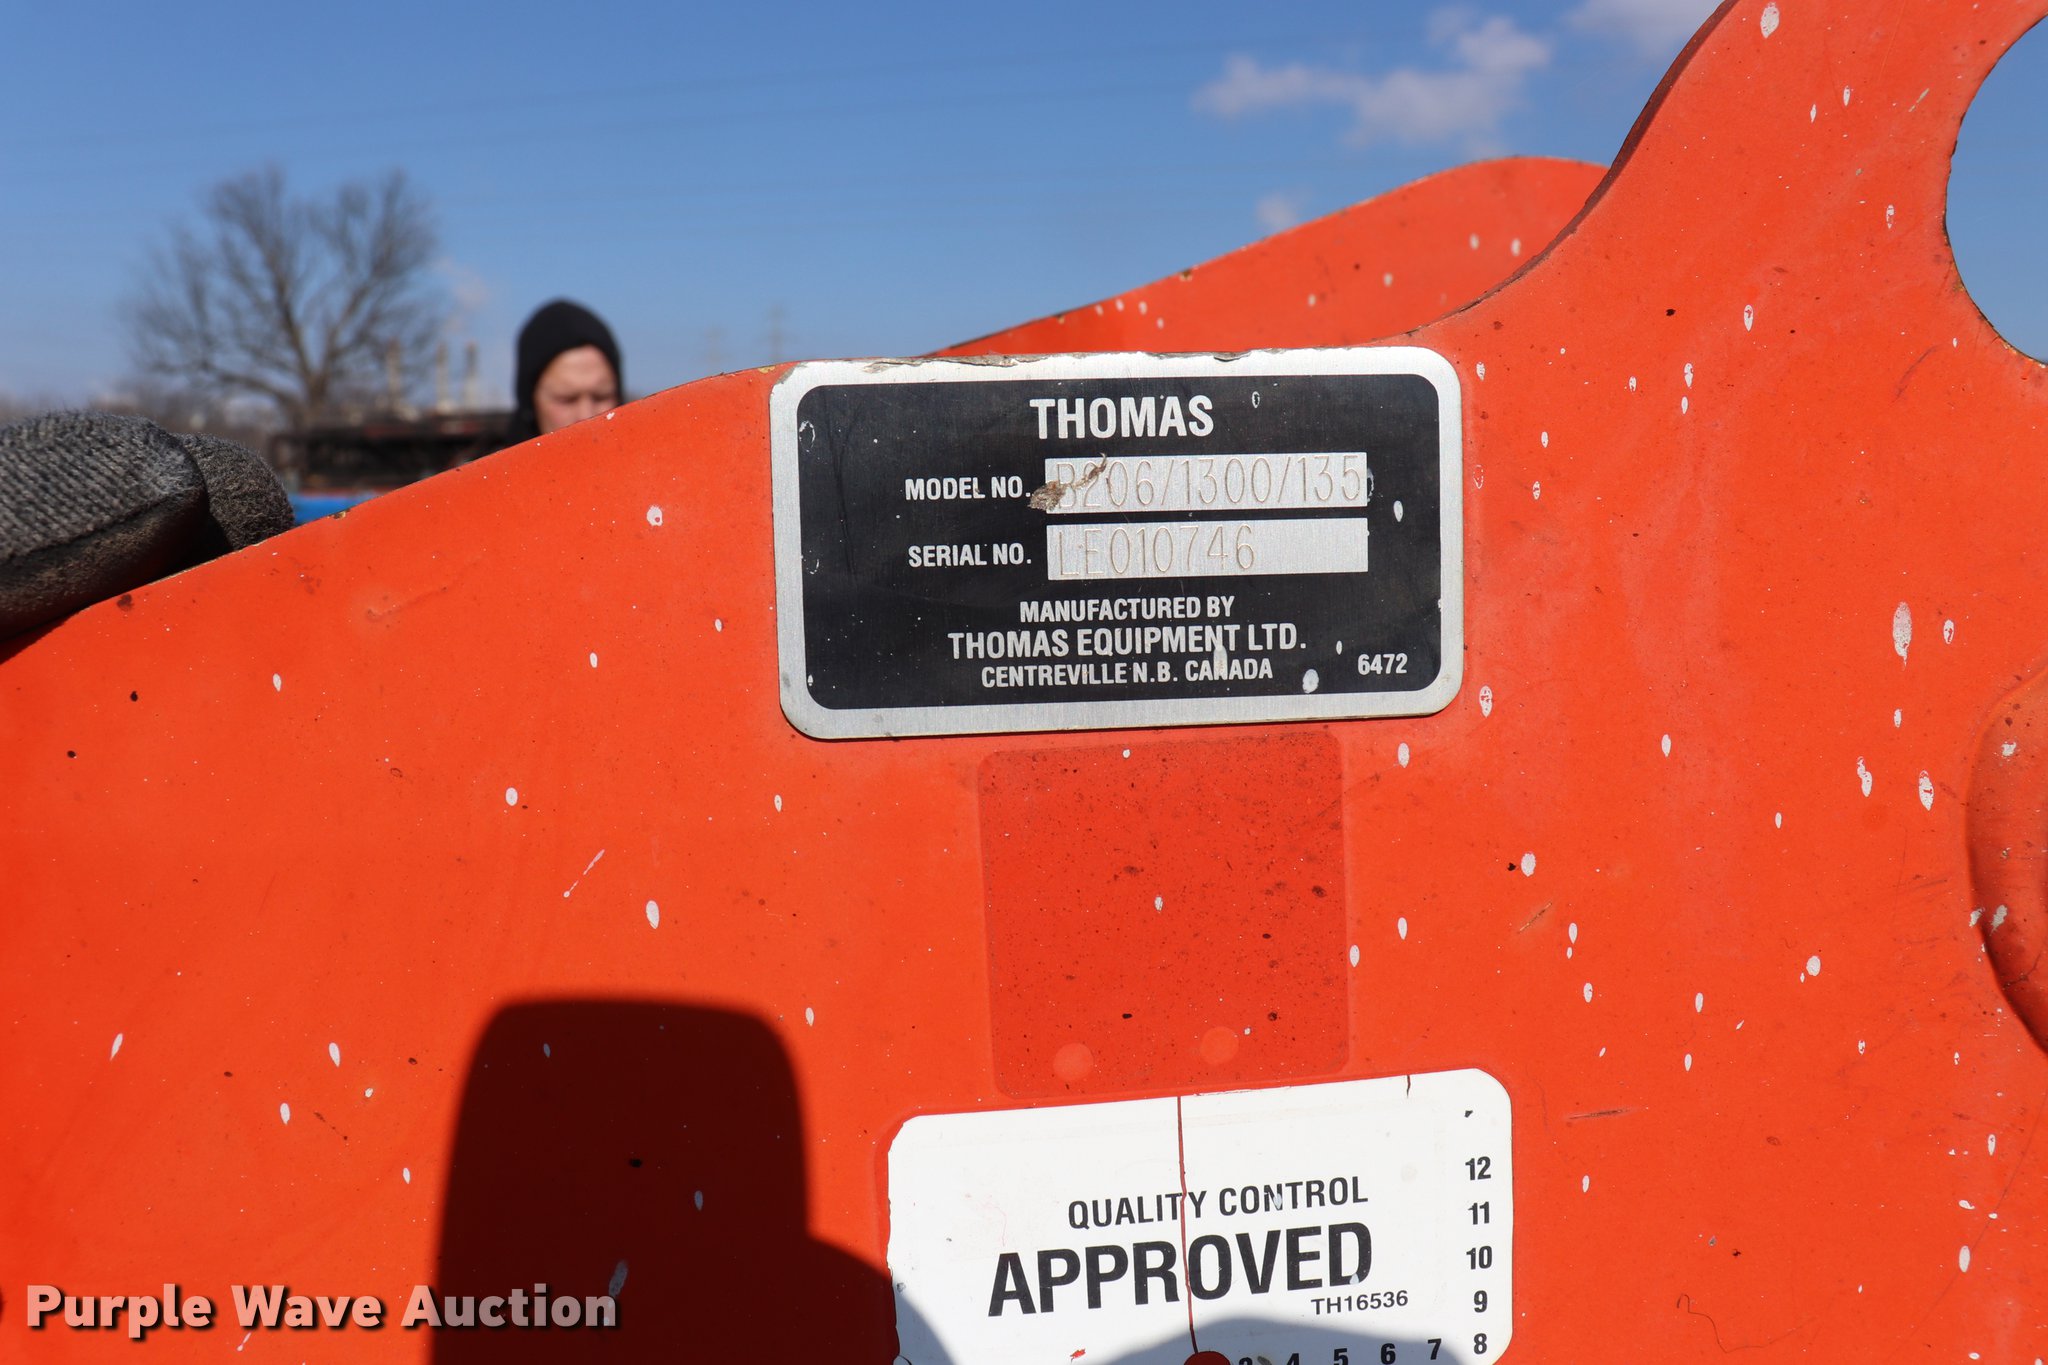 THOMAS
MODEL NO. B206/1300/135
SERIAL NO. LE010746
MANUFACTURED BY
THOMAS EQUIPMENT LTD.
CENTREVILLE N.B. CANADA 6472
QUALITY CONTROL
APPROVED
TH16536
12
11
10
9
8
4 5 6 7
Purple Wave Auction